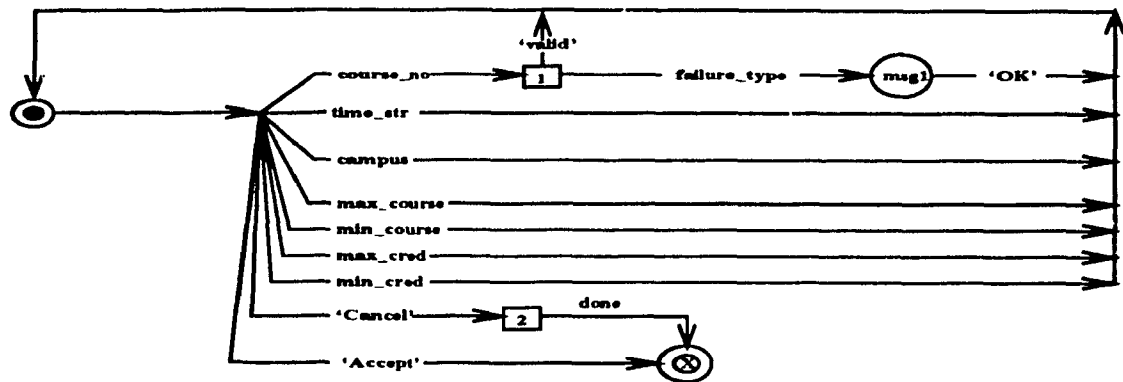 ‘valid’
course_no 1 failure_type msg1 ‘OK’
time_str
campus
max_course
min_course
max_cred
min_cred
done
‘Cancel’ 2
‘Accept’ X